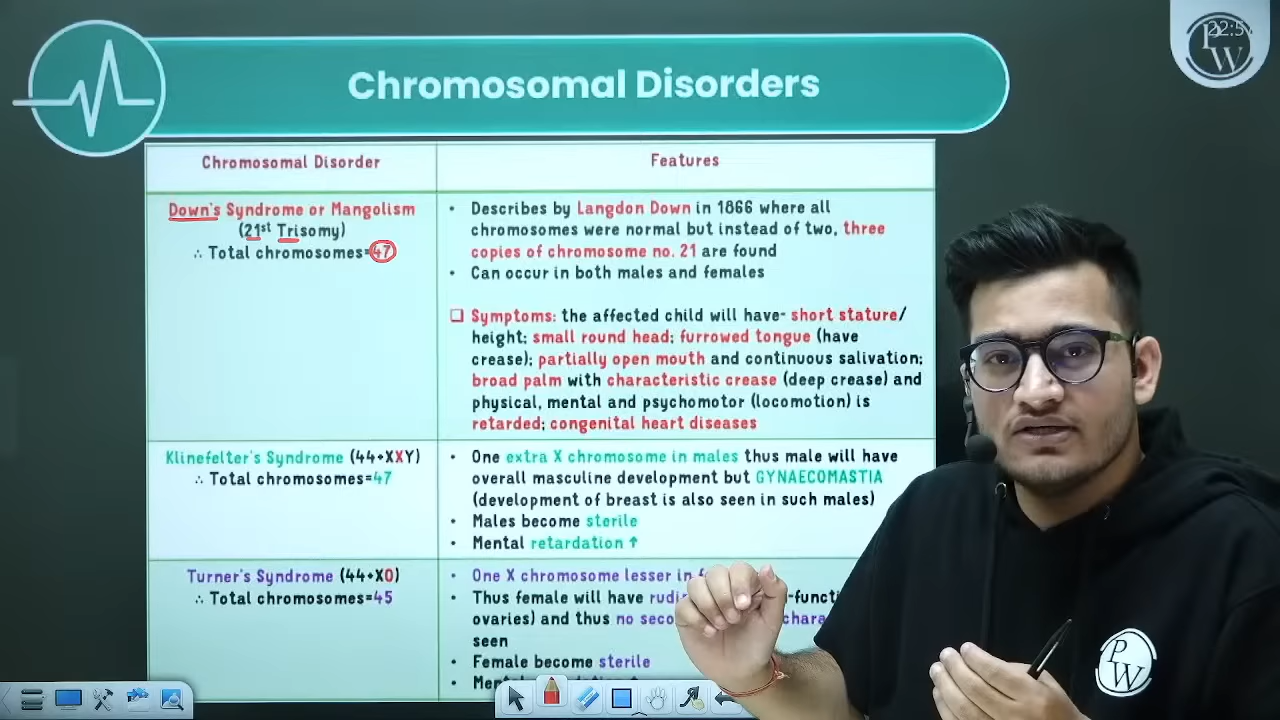 22:5
PW
Chromosomal Disorders
Chromosomal Disorder
Features
Down's Syndrome or Mangolism
(21st Trisomy)
∴ Total chromosomes=47
• Describes by Langdon Down in 1866 where all
chromosomes were normal but instead of two, three
copies of chromosome no. 21 are found
• Can occur in both males and females
❑ Symptoms: the affected child will have- short stature/
height; small round head; furrowed tongue (have
crease); partially open mouth and continuous salivation;
broad palm with characteristic crease (deep crease) and
physical, mental and psychomotor (locomotion) is
retarded; congenital heart diseases
Klinefelter's Syndrome (44+XXY)
∴ Total chromosomes=47
• One extra X chromosome in males thus male will have
overall masculine development but GYNAECOMASTIA
(development of breast is also seen in such males)
• Males become sterile
• Mental retardation ↑
Turner's Syndrome (44+XO)
∴ Total chromosomes=45
• One X chromosome lesser in
• Thus female will have
ovaries) and thus no
seen
• Female become sterile
PW